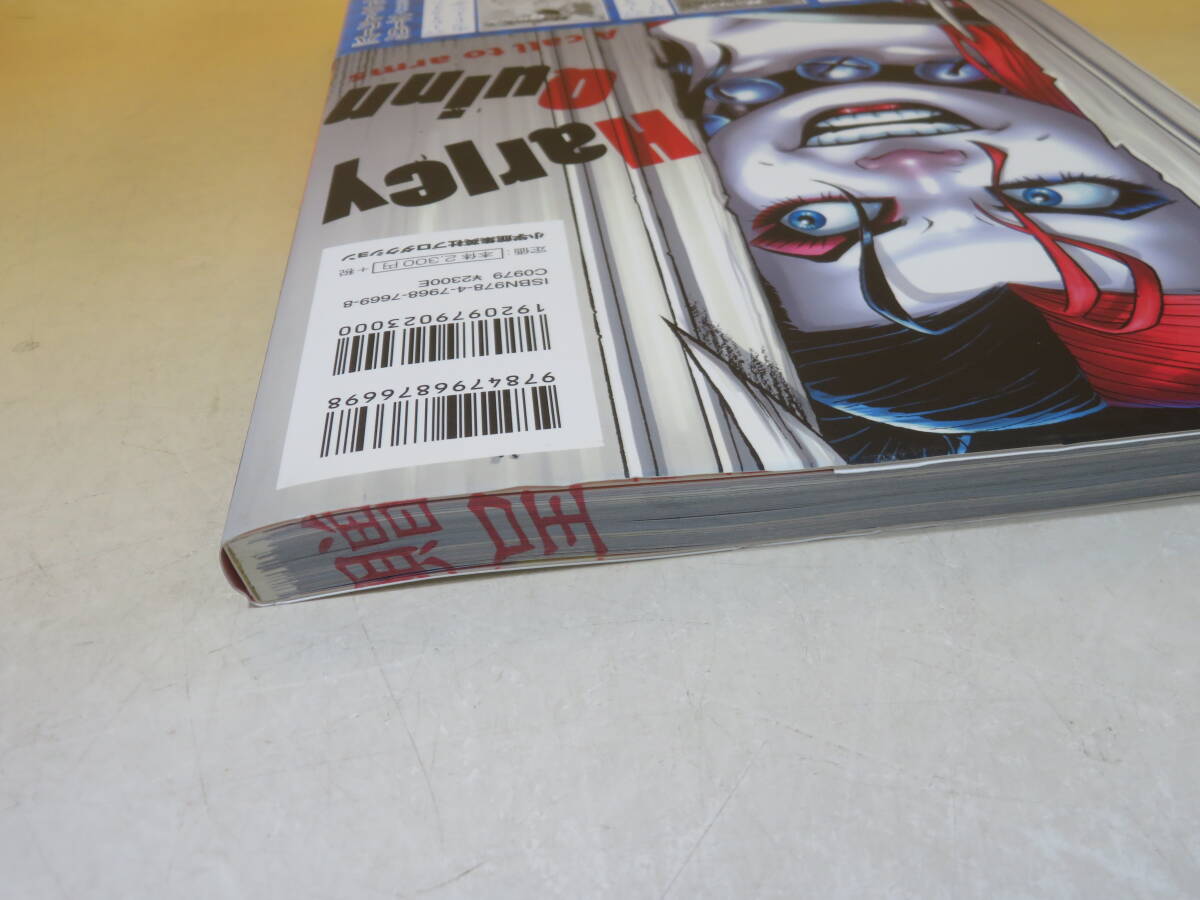 Harley
Quinn
A call to arms
9784796876698
1920979023000
ISBN978-4-7968-7669-8
C0979 ¥2300E
定価：本体2,300円+税
小学館集英社プロダクション